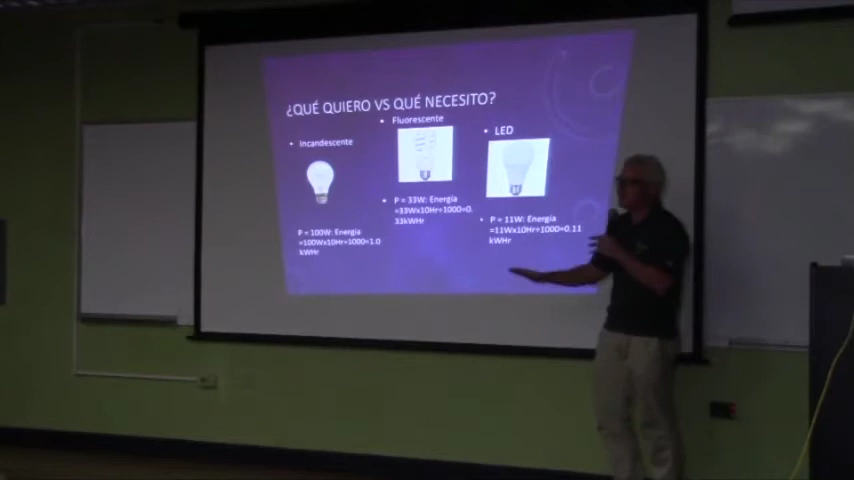 ¿QUÉ QUIERO VS QUÉ NECESITO?
• Incandescente
P = 100W: Energía
=100Wx10Hr÷1000=1.0
kWHr
• Fluorescente
• P = 33W: Energía
=33Wx10Hr÷1000=0.
33kWHr
• LED
• P = 11W: Energía
=11Wx10Hr÷1000=0.11
kWHr